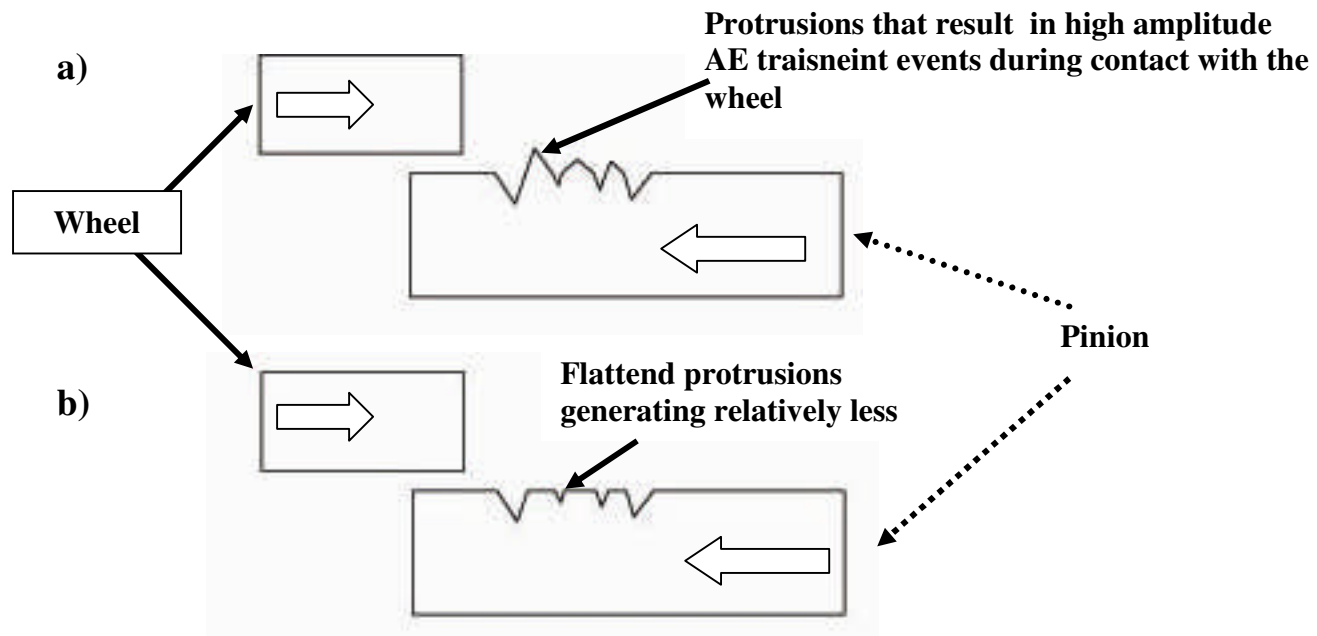 a)
Protrusions that result in high amplitude
AE traisneint events during contact with the
wheel
Wheel
Pinion
b)
Flattend protrusions
generating relatively less